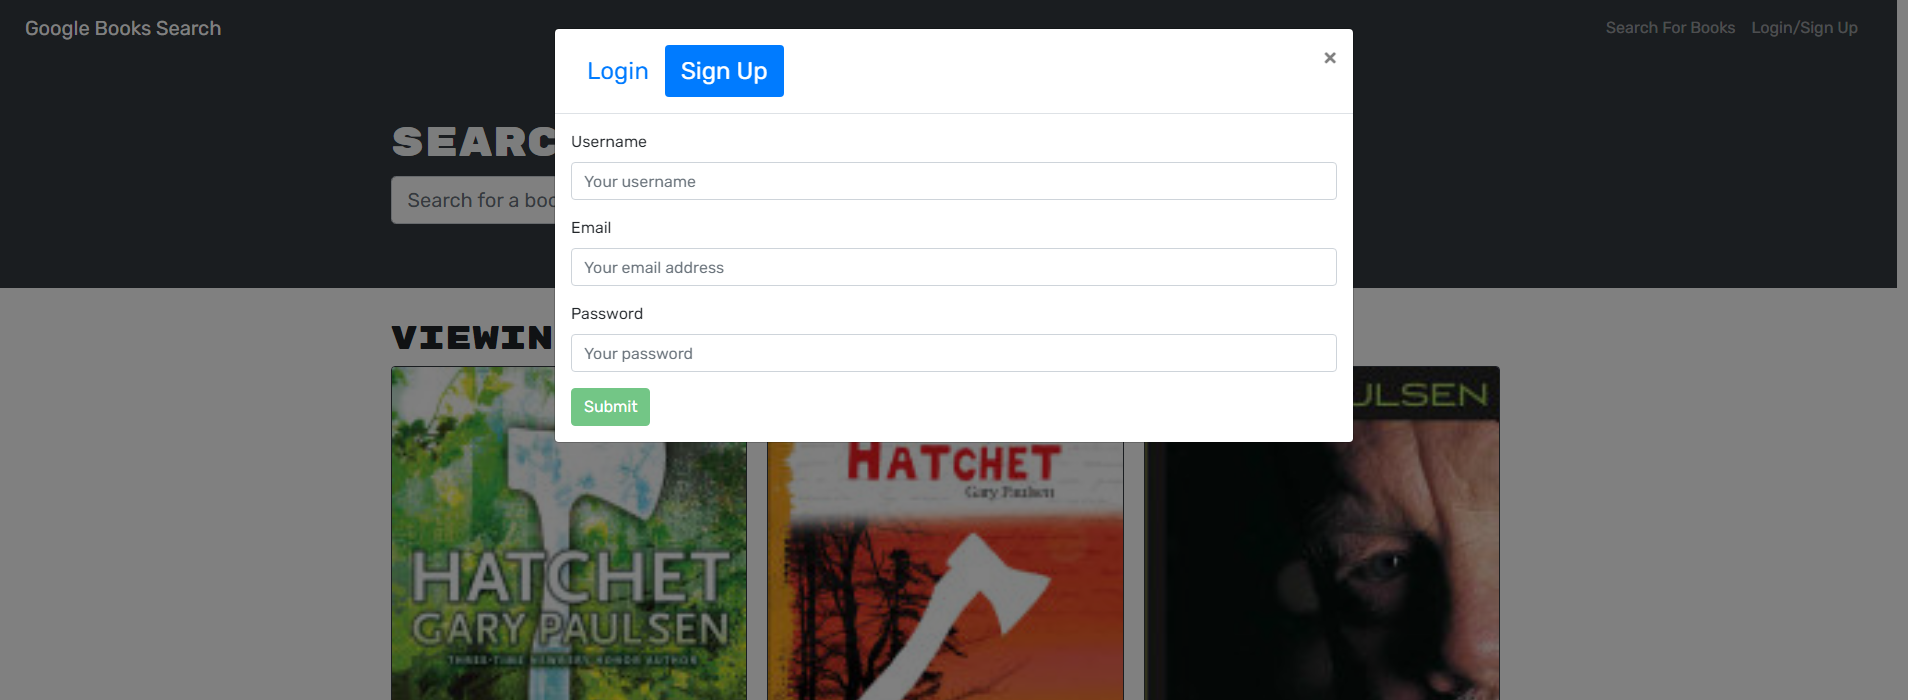 Google Books Search
Search For Books
Login/Sign Up
Login
Sign Up
×
SEARC
Search for a boo
Username
Your username
Email
Your email address
Password
Your password
Submit
VIEWIN
HATCHET
GARY PAULSEN
THREE-TIME NEWBERY HONOR AUTHOR
HATCHET
Gary Paulsen
ULSEN